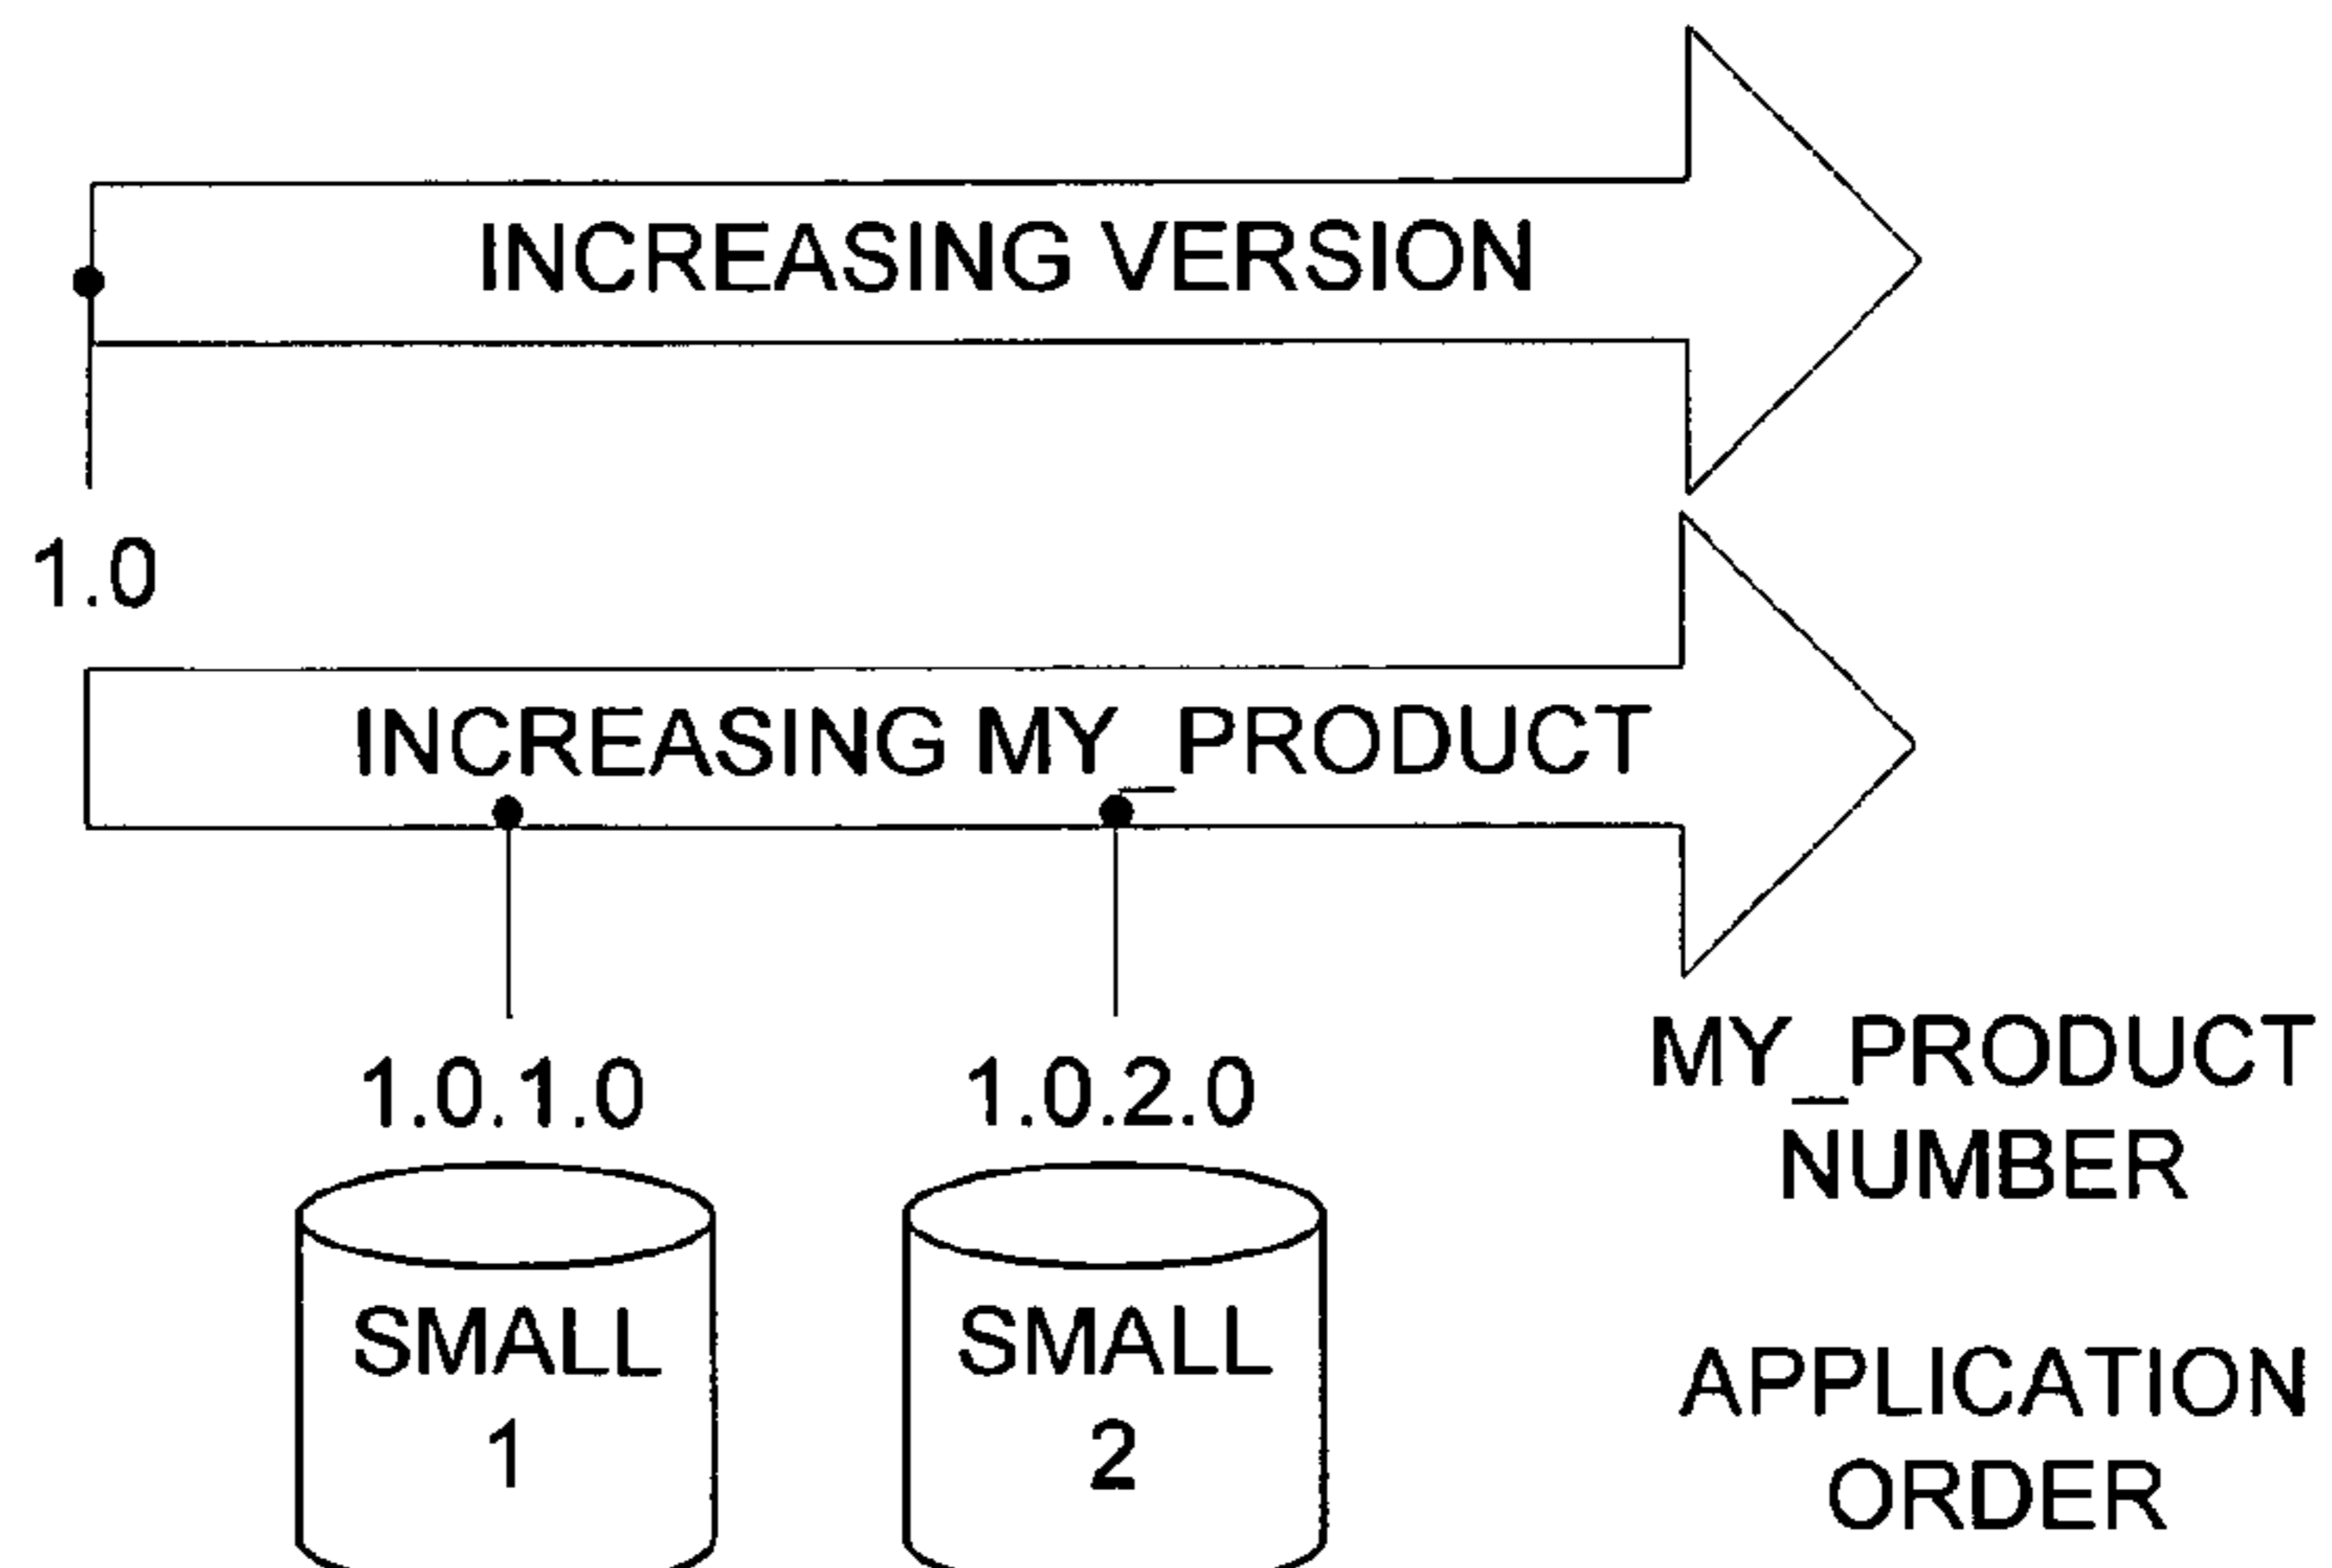 INCREASING VERSION
1.0
INCREASING MY_PRODUCT
1.0.1.0 1.0.2.0
MY_PRODUCT
NUMBER
SMALL
1
SMALL
2
APPLICATION
ORDER